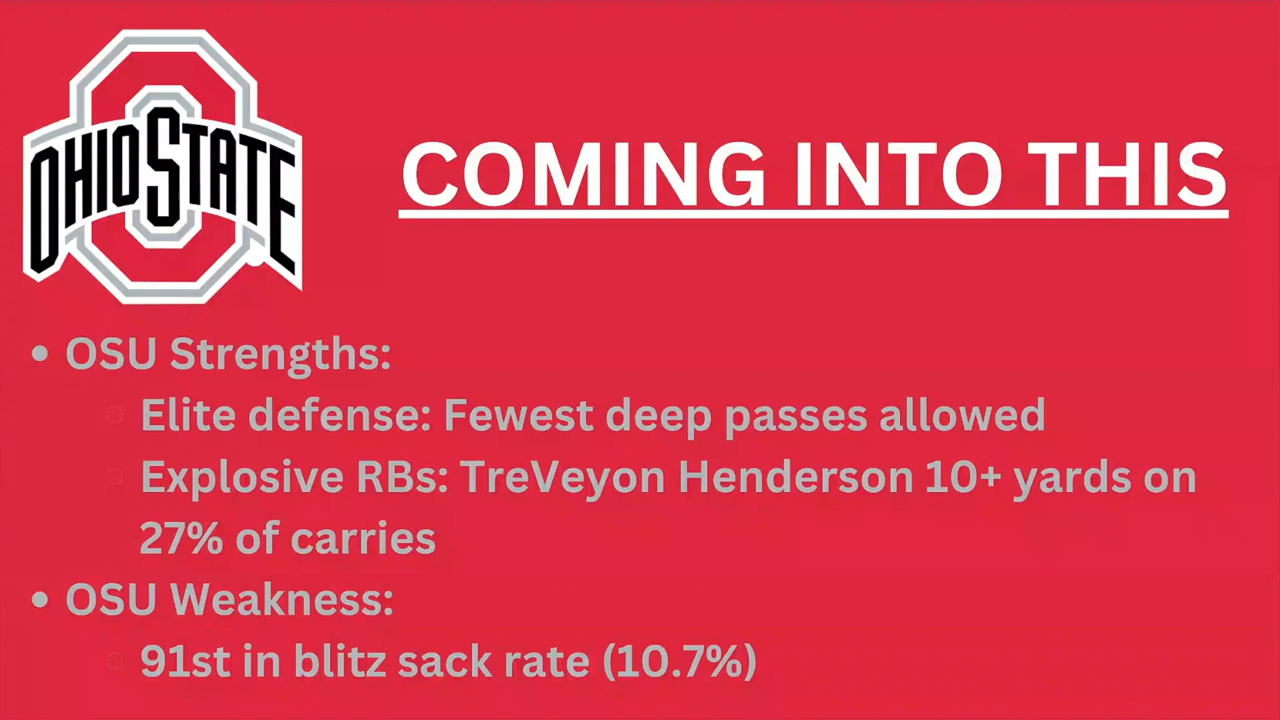 OHIO STATE
COMING INTO THIS
• OSU Strengths:
○ Elite defense: Fewest deep passes allowed
○ Explosive RBs: TreVeyon Henderson 10+ yards on
27% of carries
• OSU Weakness:
○ 91st in blitz sack rate (10.7%)